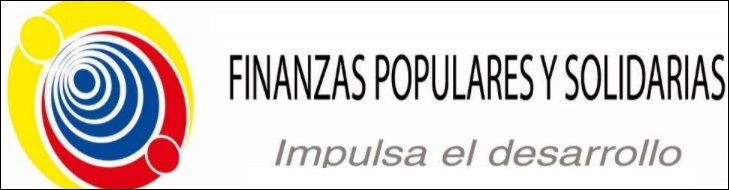 FINANZAS POPULARES Y SOLIDARIAS
Impulsa el desarrollo